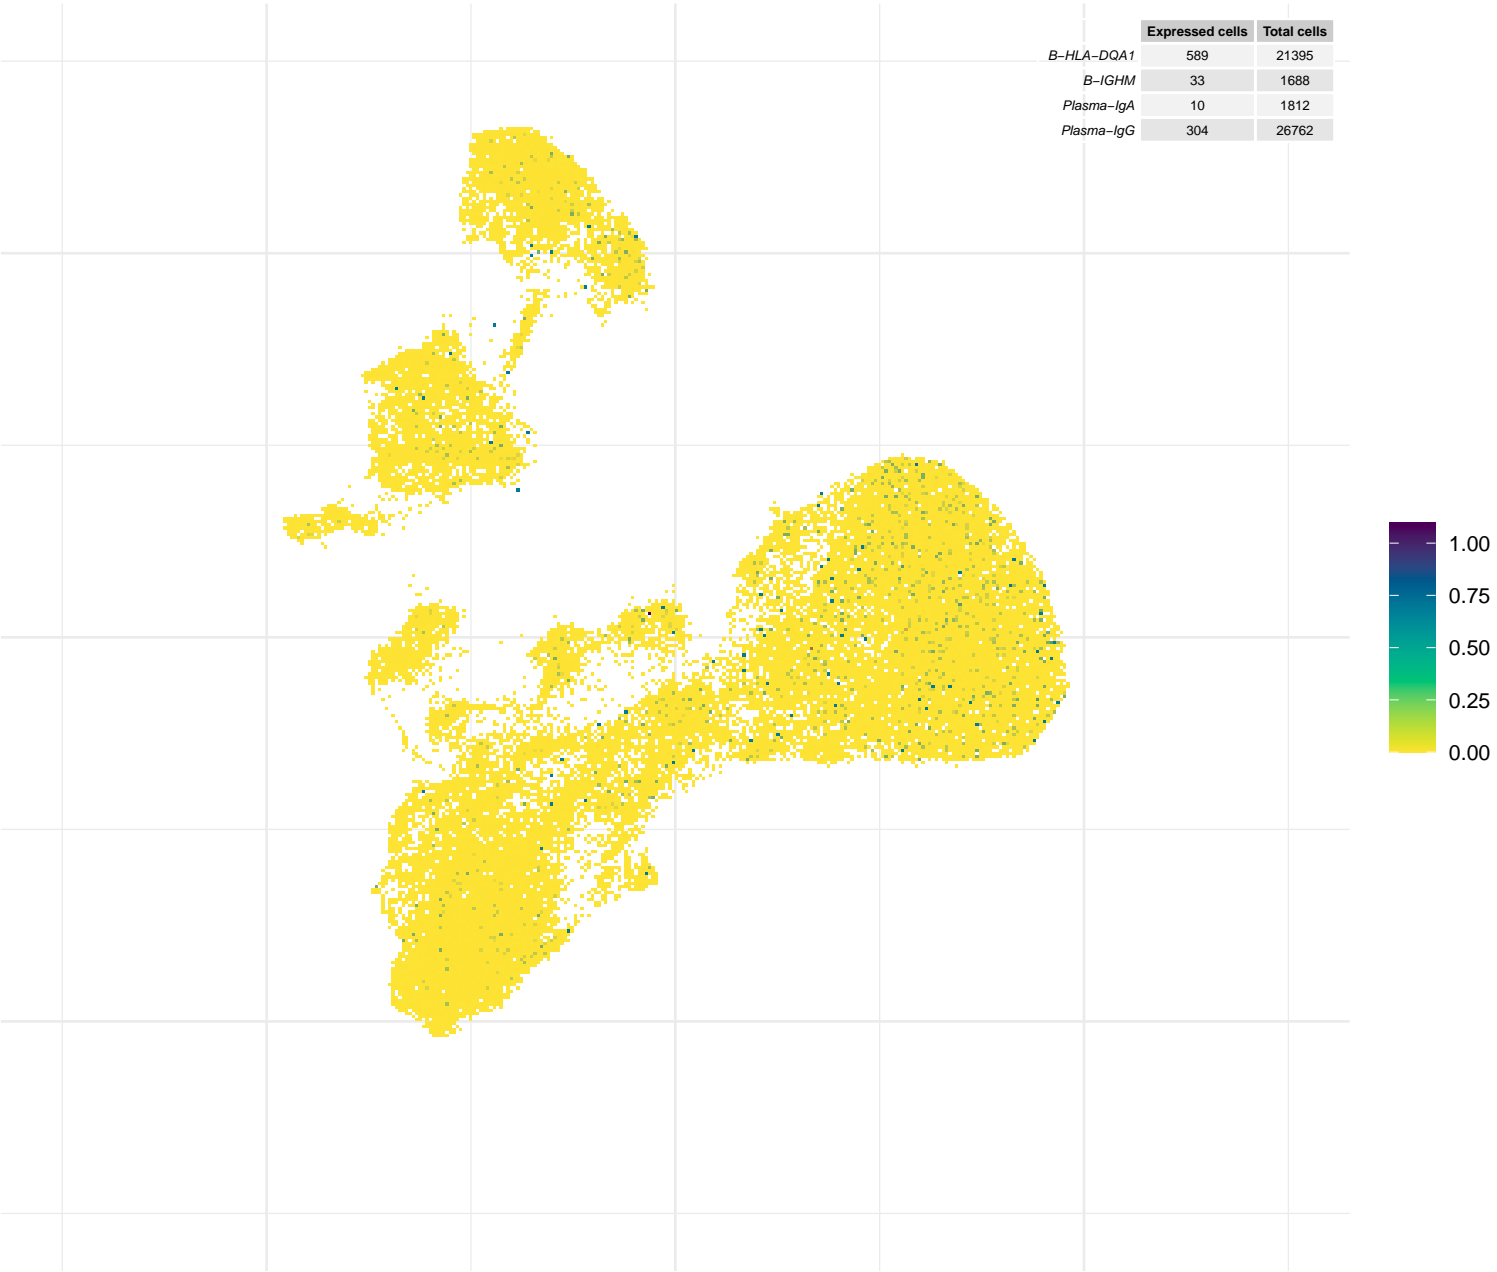 Expressed cells Total cells
B−HLA−DQA1 589 21395
B−IGHM 33 1688
Plasma−IgA 10 1812
Plasma−IgG 304 26762
1.00
0.75
0.50
0.25
0.00